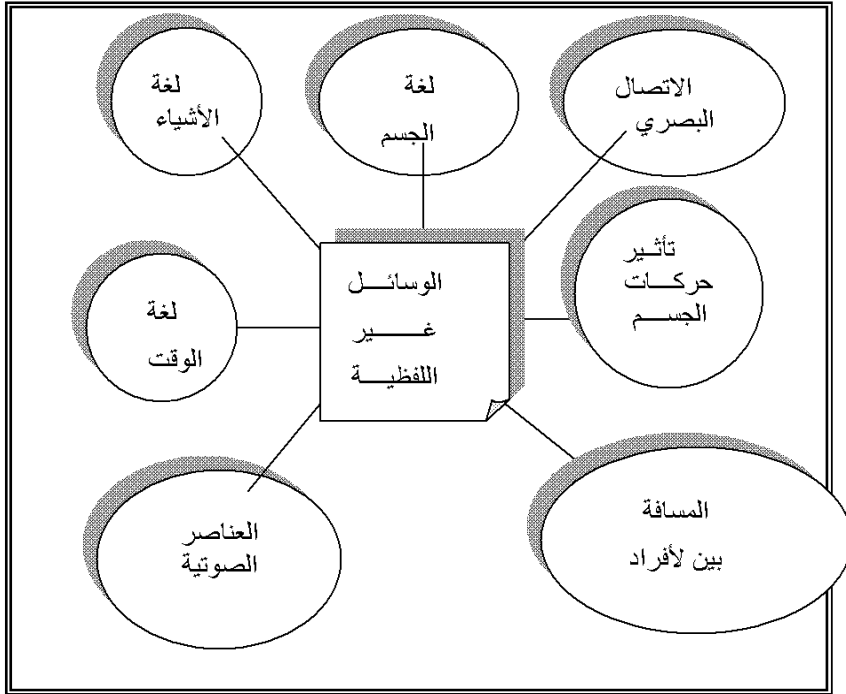 الاتصال
البصري
لغة
الجسم
لغة
الأشياء
تأثير
حركات
الجسم
الوسائل
غير
اللفظية
لغة
الوقت
المسافة
بين لأفراد
العناصر
الصوتية